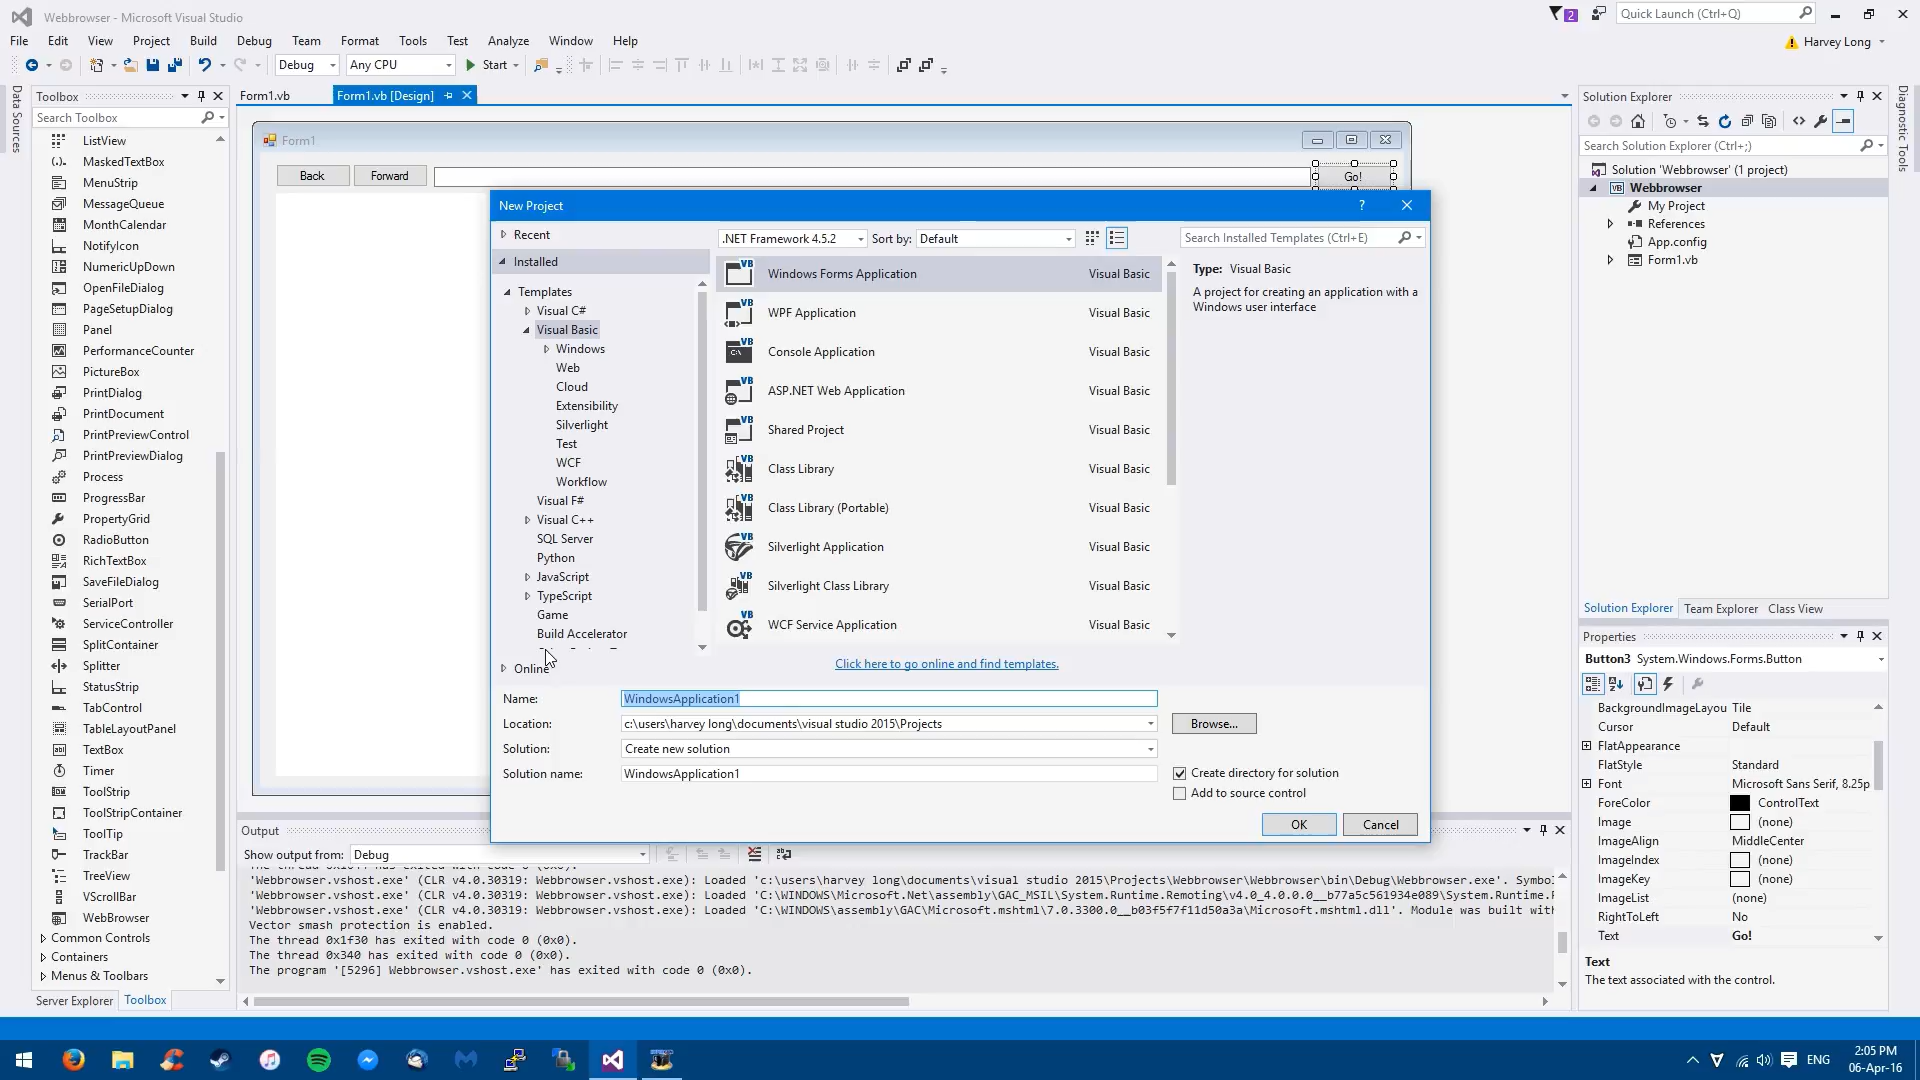 Webbrowser - Microsoft Visual Studio
2
Quick Launch (Ctrl+Q)
File Edit View Project Build Debug Team Format Tools Test Analyze Window Help
Harvey Long
Debug Any CPU Start
Data Sources
Toolbox
Search Toolbox
ListView
MaskedTextBox
MenuStrip
MessageQueue
MonthCalendar
NotifyIcon
NumericUpDown
OpenFileDialog
PageSetupDialog
Panel
PerformanceCounter
PictureBox
PrintDialog
PrintDocument
PrintPreviewControl
PrintPreviewDialog
Process
ProgressBar
PropertyGrid
RadioButton
RichTextBox
SaveFileDialog
SerialPort
ServiceController
SplitContainer
Splitter
StatusStrip
TabControl
TableLayoutPanel
TextBox
Timer
ToolStrip
ToolStripContainer
ToolTip
TrackBar
TreeView
VScrollBar
WebBrowser
Common Controls
Containers
Menus & Toolbars
Server Explorer Toolbox
Form1.vb Form1.vb [Design]
Form1
Back Forward Go!
New Project
Recent
Installed
.NET Framework 4.5.2 Sort by: Default
Search Installed Templates (Ctrl+E)
Templates
Visual C#
Visual Basic
Windows
Web
Cloud
Extensibility
Silverlight
Test
WCF
Workflow
Visual F#
Visual C++
SQL Server
Python
JavaScript
TypeScript
Game
Build Accelerator
Online
Windows Forms Application Visual Basic
WPF Application Visual Basic
Console Application Visual Basic
ASP.NET Web Application Visual Basic
Shared Project Visual Basic
Class Library Visual Basic
Class Library (Portable) Visual Basic
Silverlight Application Visual Basic
Silverlight Class Library Visual Basic
WCF Service Application Visual Basic
Click here to go online and find templates.
Type: Visual Basic
A project for creating an application with a
Windows user interface
Name: WindowsApplication1
Location: c:\users\harvey long\documents\visual studio 2015\Projects Browse...
Solution: Create new solution
Solution name: WindowsApplication1
Create directory for solution
Add to source control
OK Cancel
Output
Show output from: Debug
'Webbrowser.vshost.exe' (CLR v4.0.30319: Webbrowser.vshost.exe): Loaded 'c:\users\harvey long\documents\visual studio 2015\Projects\Webbrowser\Webbrowser\bin\Debug\Webbrowser.exe'. Symbol
'Webbrowser.vshost.exe' (CLR v4.0.30319: Webbrowser.vshost.exe): Loaded 'C:\WINDOWS\Microsoft.Net\assembly\GAC_MSIL\System.Runtime.Remoting\v4.0_4.0.0.0__b77a5c561934e089\System.Runtime.R
'Webbrowser.vshost.exe' (CLR v4.0.30319: Webbrowser.vshost.exe): Loaded 'C:\WINDOWS\assembly\GAC\Microsoft.mshtml\7.0.3300.0__b03f5f7f11d50a3a\Microsoft.mshtml.dll'. Module was built with
Vector smash protection is enabled.
The thread 0x1f30 has exited with code 0 (0x0).
The thread 0x340 has exited with code 0 (0x0).
The program '[5296] Webbrowser.vshost.exe' has exited with code 0 (0x0).
Solution Explorer
Search Solution Explorer (Ctrl+;)
Solution 'Webbrowser' (1 project)
VB Webbrowser
My Project
References
App.config
Form1.vb
Solution Explorer Team Explorer Class View
Properties
Button3 System.Windows.Forms.Button
BackgroundImageLayou Tile
Cursor Default
FlatAppearance
FlatStyle Standard
Font Microsoft Sans Serif, 8.25p
ForeColor ControlText
Image (none)
ImageAlign MiddleCenter
ImageIndex (none)
ImageKey (none)
ImageList (none)
RightToLeft No
Text Go!
Text
The text associated with the control.
Diagnostic Tools
ENG
2:05 PM
06-Apr-16